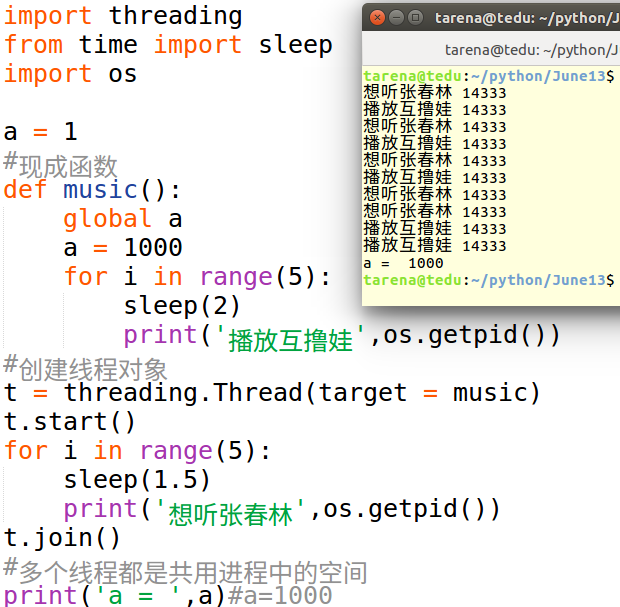 import threading
from time import sleep
import os
a = 1
#现成函数
def music():
global a
a = 1000
for i in range(5):
sleep(2)
print('播放互撸娃',os.getpid())
#创建线程对象
t = threading.Thread(target = music)
t.start()
for i in range(5):
sleep(1.5)
print('想听张春林',os.getpid())
t.join()
#多个线程都是共用进程中的空间
print('a = ',a)#a=1000
tarena@tedu: ~/python/J
tarena@tedu: ~/python/J
tarena@tedu:~/python/June13$
想听张春林 14333
播放互撸娃 14333
想听张春林 14333
播放互撸娃 14333
想听张春林 14333
播放互撸娃 14333
想听张春林 14333
想听张春林 14333
播放互撸娃 14333
播放互撸娃 14333
a =  1000
tarena@tedu:~/python/June13$